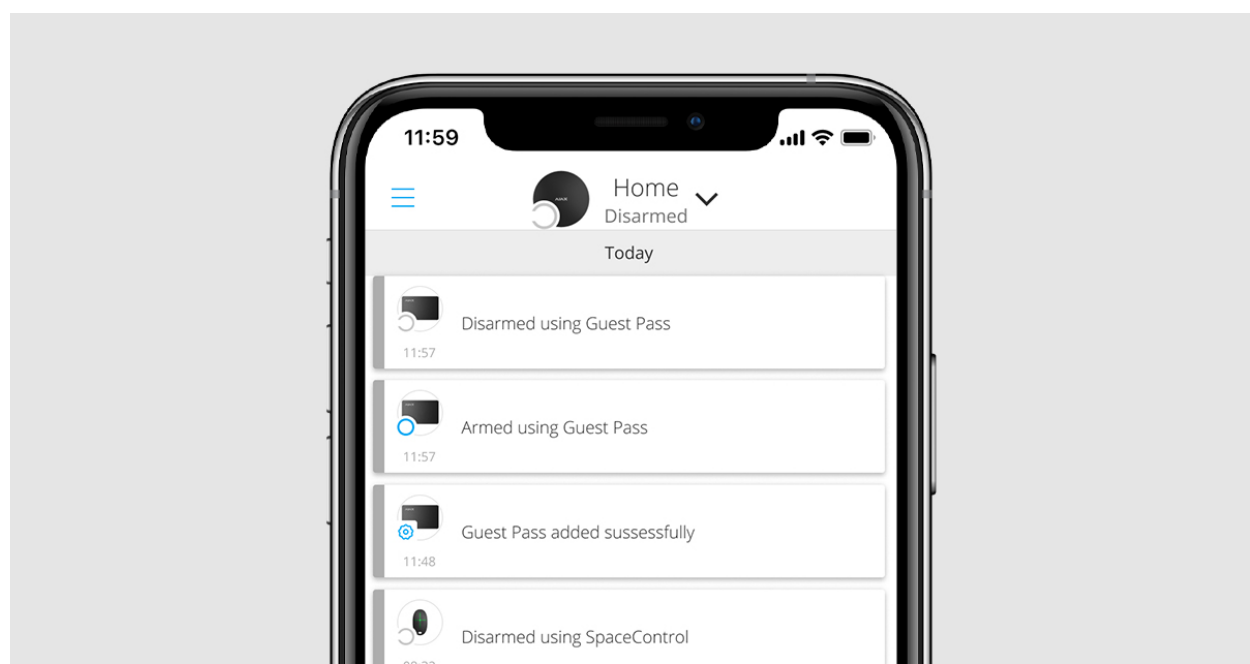 11:59
Home
Disarmed
Today
Disarmed using Guest Pass
11:57
Armed using Guest Pass
11:57
Guest Pass added sussessfully
11:48
Disarmed using SpaceControl